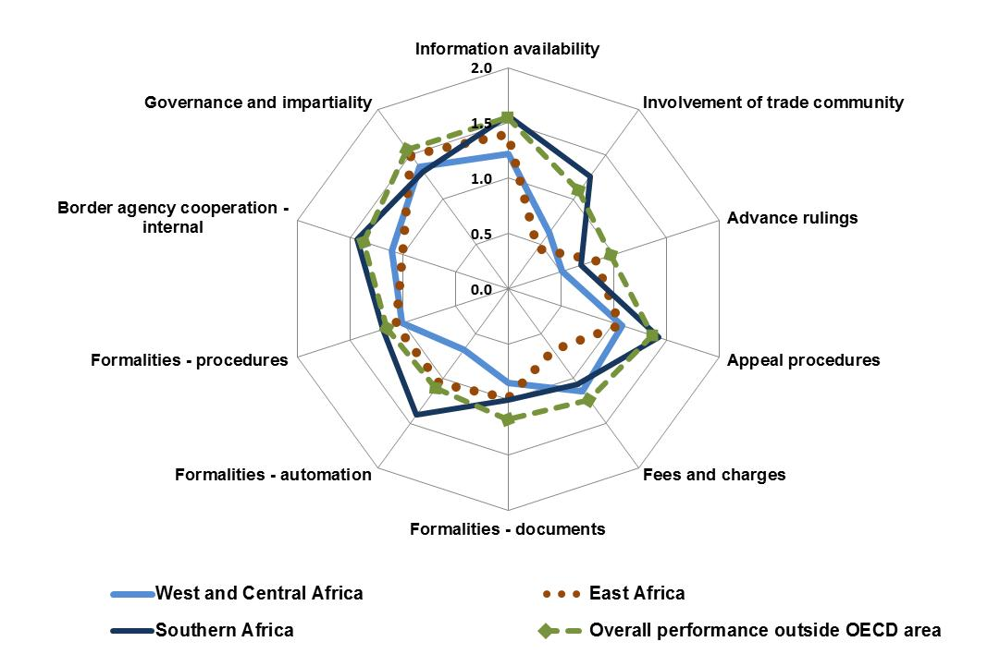 Information availability
2.0
Governance and impartiality
Involvement of trade community
1.5
1.0
Border agency cooperation -
internal
Advance rulings
0.5
0.0
Formalities - procedures
Appeal procedures
Formalities - automation
Fees and charges
Formalities - documents
West and Central Africa
East Africa
Southern Africa
Overall performance outside OECD area